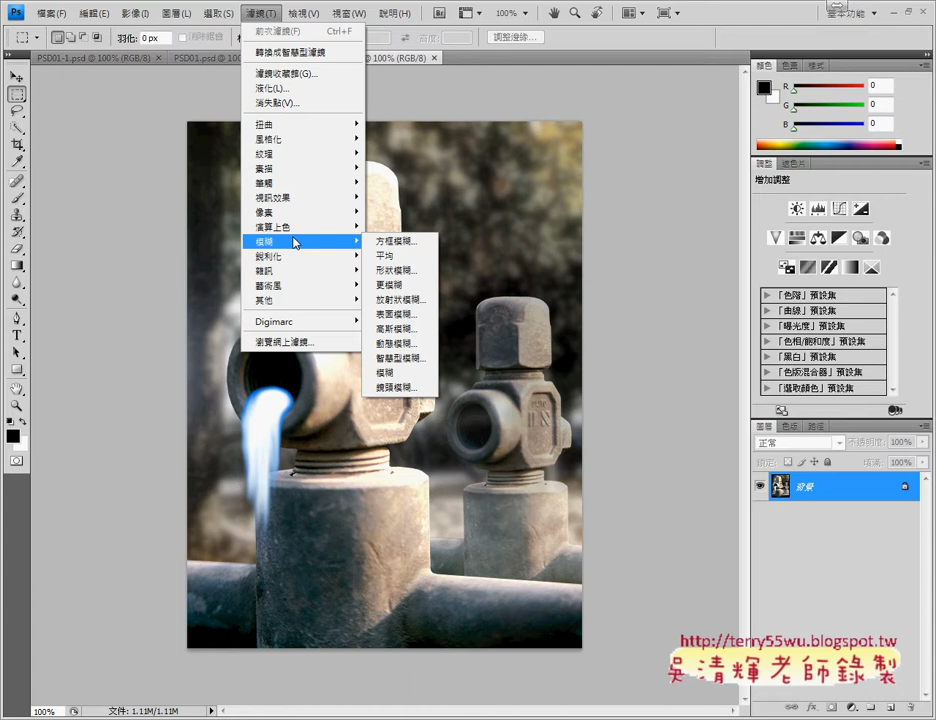 Ps 檔案(F) 編輯(E) 影像(I) 圖層(L) 選取(S) 濾鏡(T) 檢視(V) 視窗(W) 說明(H) Br 100% 基本功能
羽化: 0 px 消除鋸齒 高度: 調整邊緣...
PSD01-1.psd @ 100% (RGB/8) × PSD01.psd @ 100% (RGB/8) ×
前次濾鏡(F) Ctrl+F
轉換成智慧型濾鏡
濾鏡收藏館(G)...
液化(L)...
消失點(V)...
扭曲
風格化
紋理
素描
筆觸
視訊效果
像素
演算上色
模糊
銳利化
雜訊
藝術風
其他
Digimarc
瀏覽網上濾鏡...
方框模糊...
平均
形狀模糊...
更模糊
放射狀模糊...
表面模糊...
高斯模糊...
動態模糊...
智慧型模糊...
模糊
鏡頭模糊...
顏色 色票 樣式
R 0
G 0
B 0
調整 遮色片
增加調整
「色階」預設集
「曲線」預設集
「曝光度」預設集
「色相/飽和度」預設集
「黑白」預設集
「色版混合器」預設集
「選取顏色」預設集
圖層 色版 路徑
正常 不透明度: 100%
鎖定: 填滿: 100%
背景
http://terry55wu.blogspot.tw
吳清輝老師錄製
100% 文件: 1.11M/1.11M